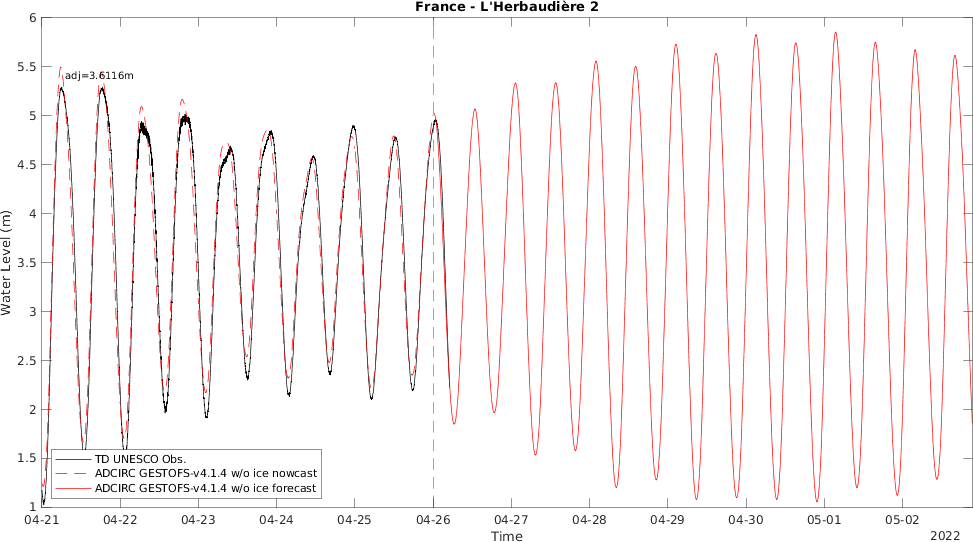 France - L'Herbaudière 2
6
5.5
5
4.5
4
3.5
3
2.5
2
1.5
1
Water Level (m)
adj=3.6116m
TD UNESCO Obs.
ADCIRC GESTOFS-v4.1.4 w/o ice nowcast
ADCIRC GESTOFS-v4.1.4 w/o ice forecast
04-21 04-22 04-23 04-24 04-25 04-26 04-27 04-28 04-29 04-30 05-01 05-02
Time
2022